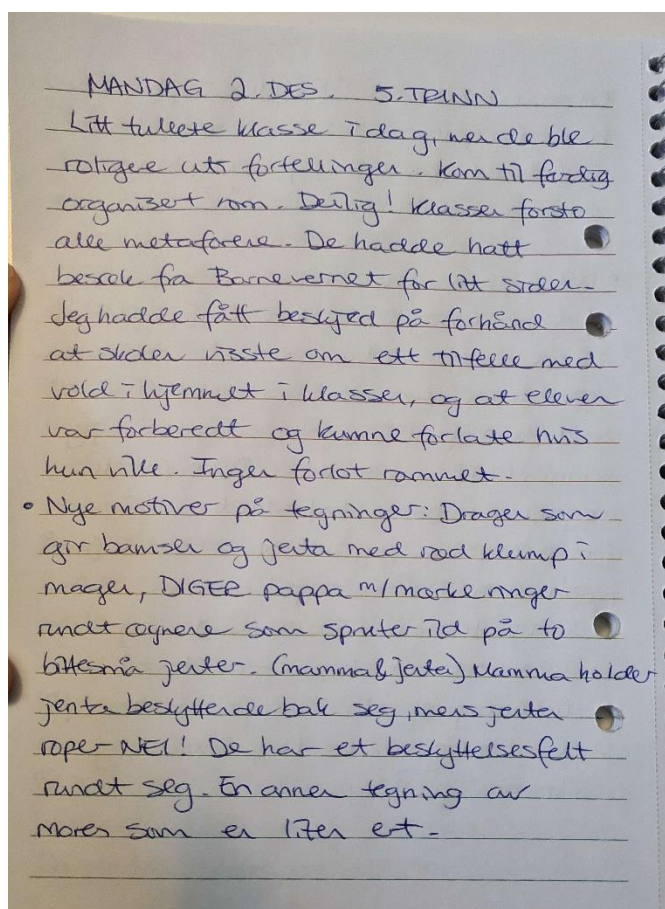 MANDAG 2. DES. 5. TRINN
Litt tullete klasse i dag, men de ble
roligere utr fortellingen. Kom til ferdig
organisert rom. Deilig! Klassen forsto
alle metaforene. De hadde hatt
besøk fra Barnevernet for litt siden.
Jeg hadde fått beskjed på forhånd
at skolen visste om ett tilfelle med
vold i hjemmet i klassen, og at eleven
var forberedt og kunne forlate hvis
hun ville. Ingen forlot rommet.
• Nye motiver på tegninger: Dragen som
gir bamsen og jenta med rød klump i
magen, DIGER pappa m/mørke ringer
rundt øynene som spruter ild på to
bittesmå jenter. (mamma & jenta) Mamma holder
jenta beskyttende bak seg, mens jenta
roper NEI! De har et beskyttelsesfelt
rundt seg. En annen tegning av
moren som er liten ert.